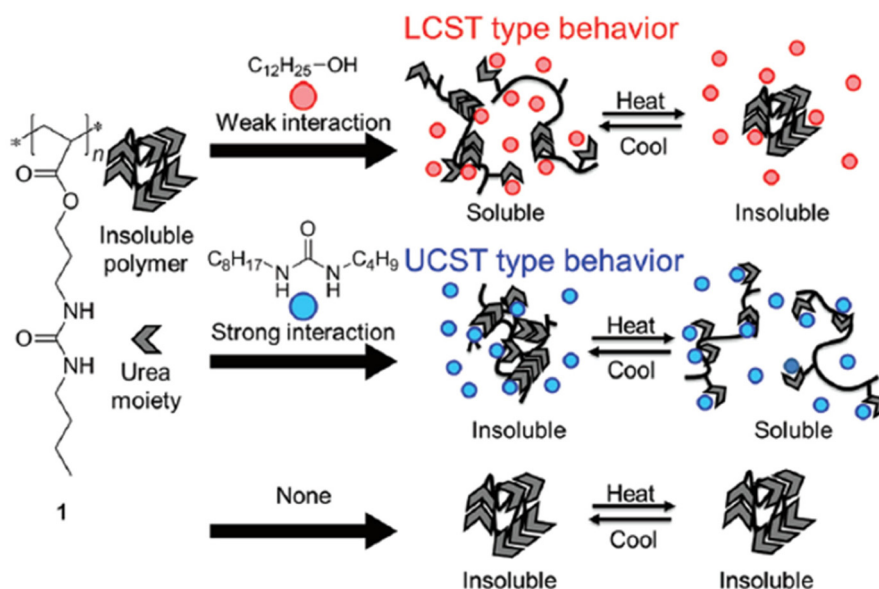 LCST type behavior
C₁₂H₂₅−OH
Weak interaction
Heat
Cool
Soluble
Insoluble
*
*
n
O
O
NH
O
NH
1
Insoluble
polymer
Urea
moiety
O
C₈H₁₇
N
H
N
H
C₄H₉
UCST type behavior
Strong interaction
Heat
Cool
Insoluble
Soluble
None
Heat
Cool
Insoluble
Insoluble